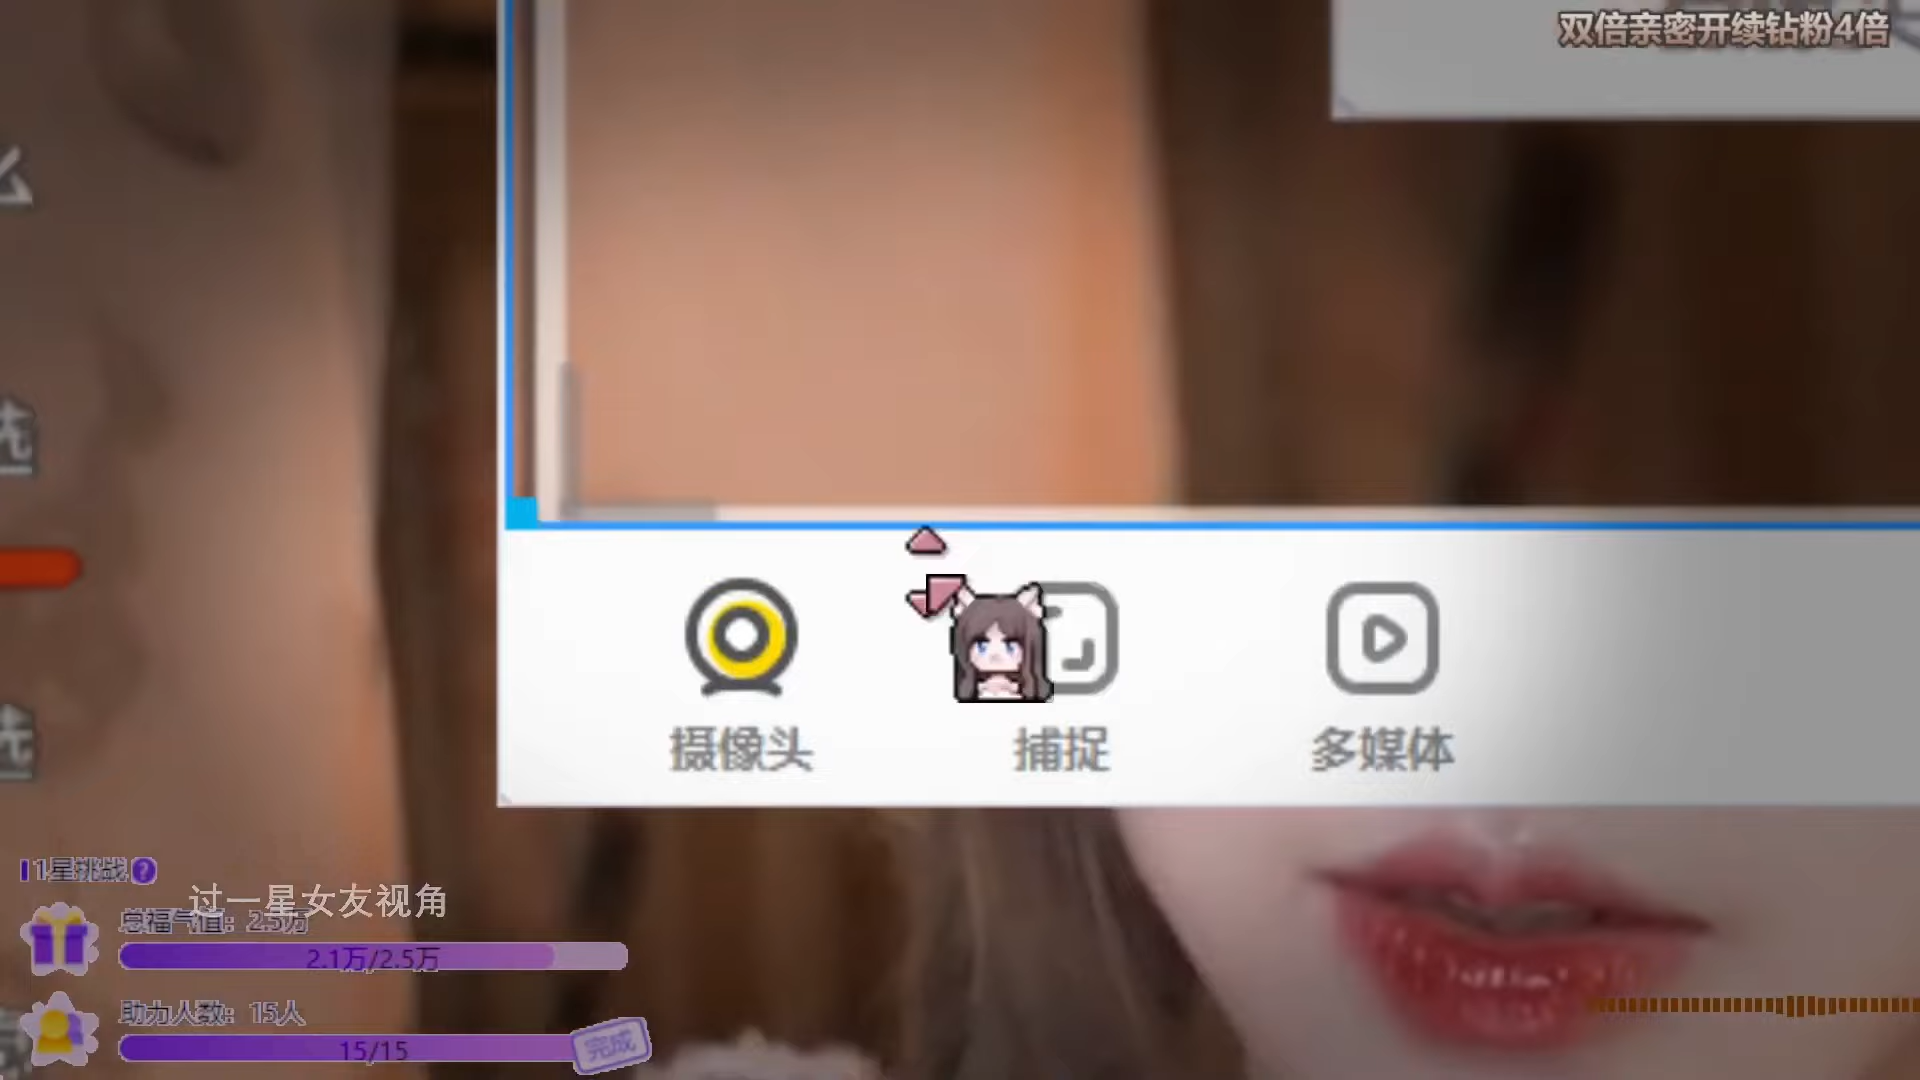 双倍亲密开续钻粉4倍
选
选
摄像头
捕捉
多媒体
1星挑战?
过一星女友视角
总福气值：2.5万
2.1万/2.5万
助力人数：15人
15/15
完成